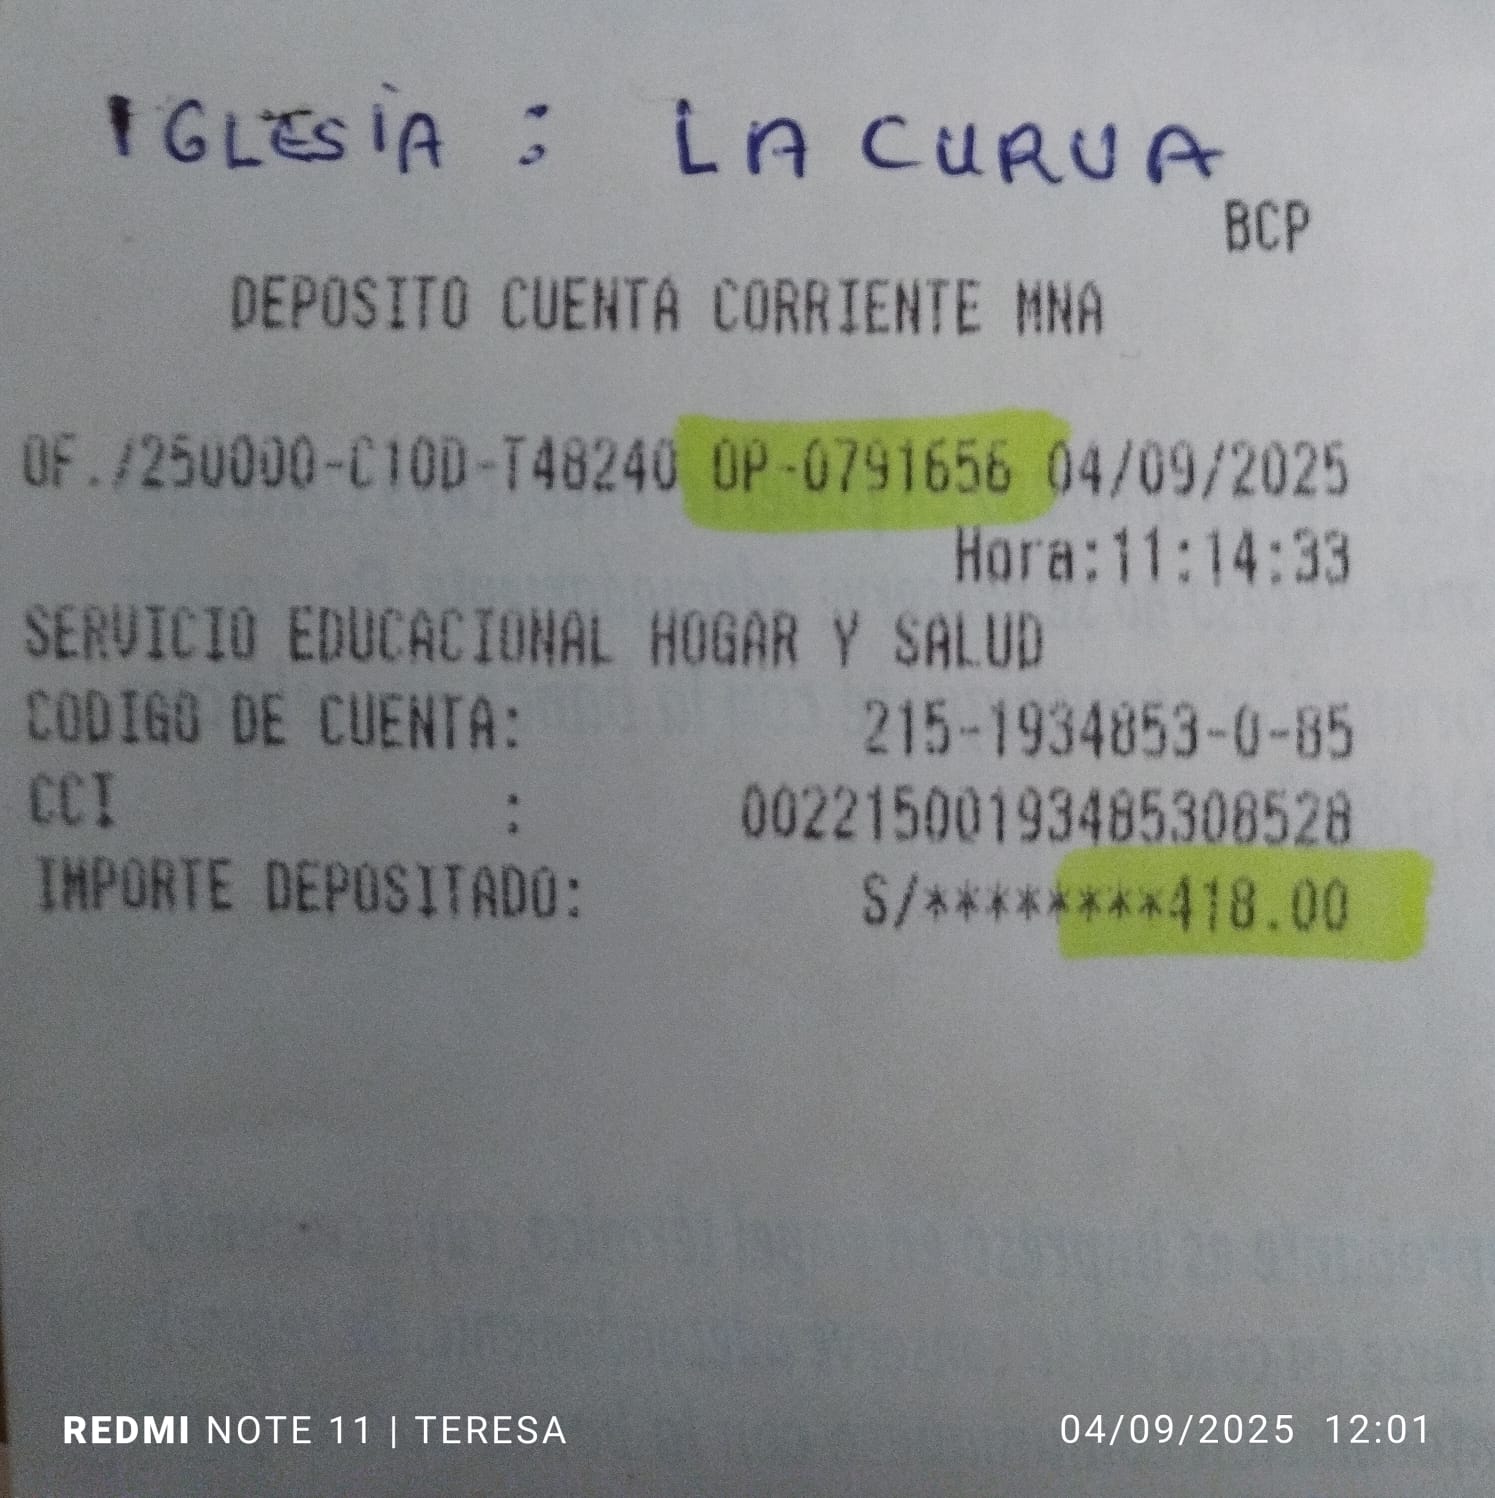 IGLESIA : LA CURVA
BCP
DEPOSITO CUENTA CORRIENTE MNA
OF./250000-C10D-T48240 OP-0791656 04/09/2025
Hora:11:14:33
SERVICIO EDUCACIONAL HOGAR Y SALUD
CODIGO DE CUENTA: 215-1934853-0-85
CCI : 00221500193485308528
IMPORTE DEPOSITADO: S/********418.00
REDMI NOTE 11 | TERESA 04/09/2025 12:01